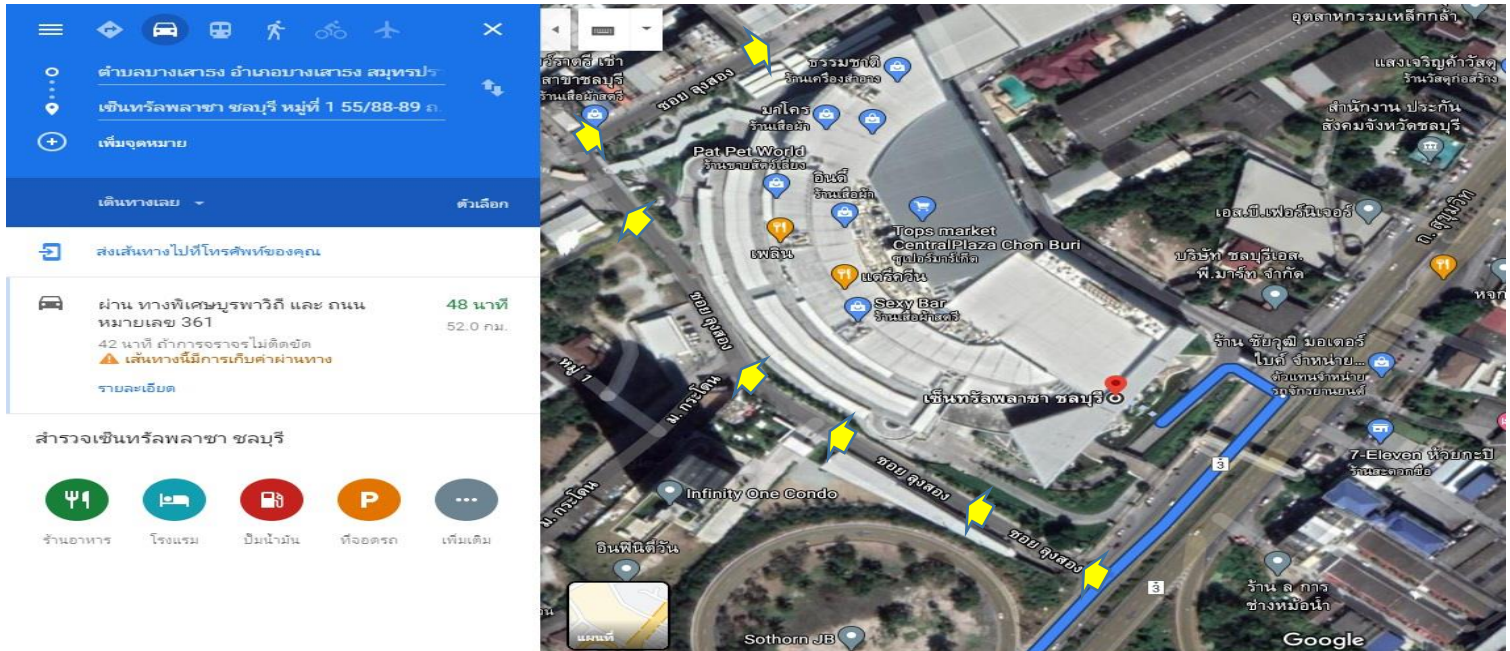 ตำบลบางเสาธง อำเภอบางเสาธง สมุทรปรา
เซ็นทรัลพลาซา ชลบุรี หมู่ที่ 1 55/88-89 ถ.
เพิ่มจุดหมาย
เดินทางเลย
ตัวเลือก
ส่งเส้นทางไปที่โทรศัพท์ของคุณ
ผ่าน ทางพิเศษบูรพาวิถี และ ถนน
หมายเลข 361
48 นาที
52.0 กม.
42 นาที ถ้าการจราจรไม่ติดขัด
เส้นทางนี้มีการเก็บค่าผ่านทาง
รายละเอียด
สำรวจเซ็นทรัลพลาซา ชลบุรี
P
ร้านอาหาร
โรงแรม
ปั๊มน้ำมัน
ที่จอดรถ
เพิ่มเติม
อุตสาหกรรมเหล็กกล้า
สาขาชลบุรี
ร้านเสื้อผ้าสตรี
ซอย ลุงสอง
ธรรมชาติ
ร้านเครื่องสำอาง
แสงเจริญค้าวัสดุ
ร้านวัสดุก่อสร้าง
มาโคร
ร้านเสื้อผ้า
สำนักงาน ประกัน
สังคมจังหวัดชลบุรี
Pat Pet World
ร้านขายสัตว์เลี้ยง
อินดี้
ร้านเสื้อผ้า
เอส.บี.เฟอร์นิเจอร์
ถ. สุขุมวิท
Tops market
CentralPlaza Chon Buri
ซูเปอร์มาร์เก็ต
เพลิน
แดรี่ควีน
บริษัท ชลบุรีเอส.
พี.มาร์ท จำกัด
หจก
Sexy Bar
ร้านเสื้อผ้าสตรี
ซอย ลุงสอง
หมู่ 1
ม. กระโดน
ร้าน ชัยวุฒิ มอเตอร์
ไบค์ จำหน่าย...
ตัวแทนจำหน่าย
รถจักรยานยนต์
เซ็นทรัลพลาซา ชลบุรี
7-Eleven ห้วยกะปิ
ร้านสะดวกซื้อ
3
ซอย ลุงสอง
Infinity One Condo
ม. กระโดน
อินฟินิตี้วัน
ซอย ลุงสอง
3
ร้าน ล การ
ช่างหม้อน้ำ
แผนที่
Sothorn JB
Google